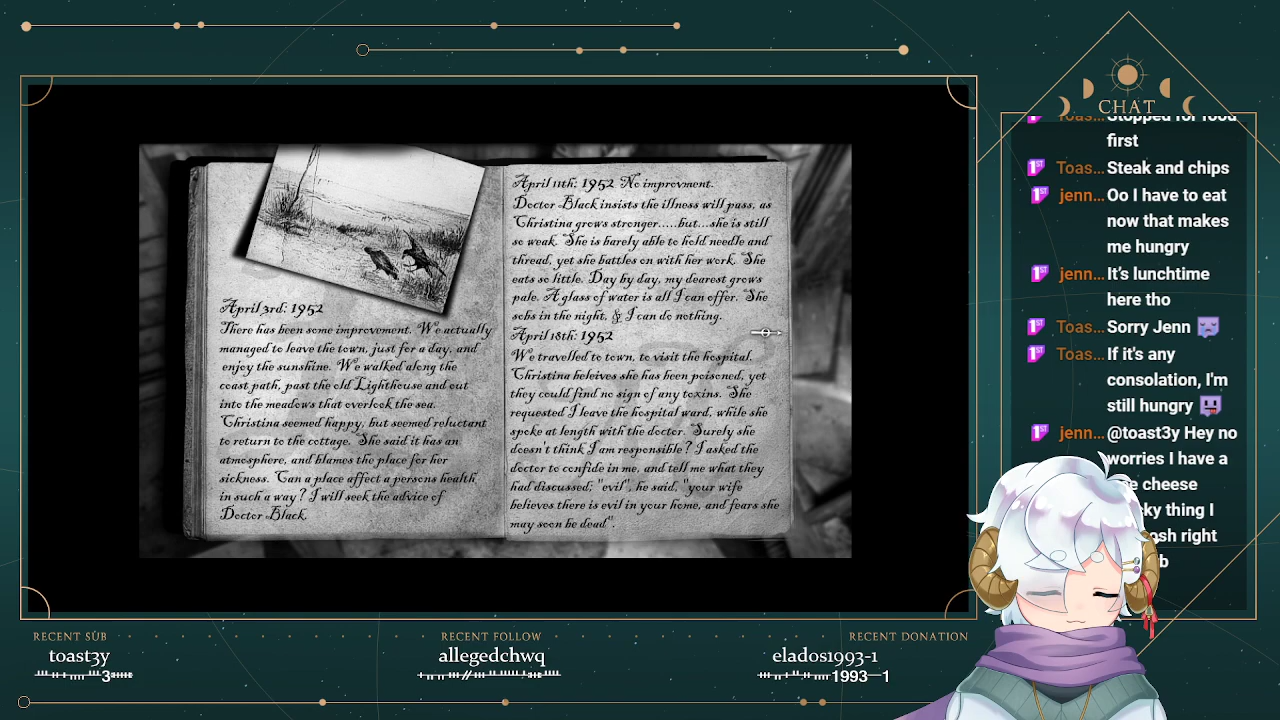 CHAT
Toas... Stopped for food
first
Toas... Steak and chips
jenn... Oo I have to eat
now that makes
me hungry
jenn... It's lunchtime
here tho
Toas... Sorry Jenn
Toas... If it's any
consolation, I'm
still hungry
jenn... @toast3y Hey no
worries I have a
cheese
thing I
right
April 3rd: 1952
There has been some improvement. We actually
managed to leave the town, just for a day, and
enjoy the sunshine. We walked along the
coast path, past the old Lighthouse and out
into the meadows that overlook the sea.
Christina seemed happy, but seemed reluctant
to return to the cottage. She said it has an
atmosphere, and blames the place for her
sickness. Can a place affect a persons health
in such a way? I will seek the advice of
Doctor Black.
April 11th: 1952 No improvment.
Doctor Black insists the illness will pass, as
Christina grows stronger.....but...she is still
so weak. She is barely able to hold needle and
thread, yet she battles on with her work. She
eats so little. Day by day, my dearest grows
pale. A glass of water is all I can offer. She
sobs in the night, & I can do nothing.
April 18th: 1952
We travelled to town, to visit the hospital.
Christina beleives she has been poisoned, yet
they could find no sign of any toxins. She
requested I leave the hospital ward, while she
spoke at length with the doctor. Surely she
doesn't think I am responsible? I asked the
doctor to confide in me, and tell me what they
had discussed; "evil", he said, "your wife
believes there is evil in your home, and fears she
may soon be dead".
RECENT SUB
toast3y
3
RECENT FOLLOW
allegedchwq
RECENT DONATION
elados1993-1
1993—1